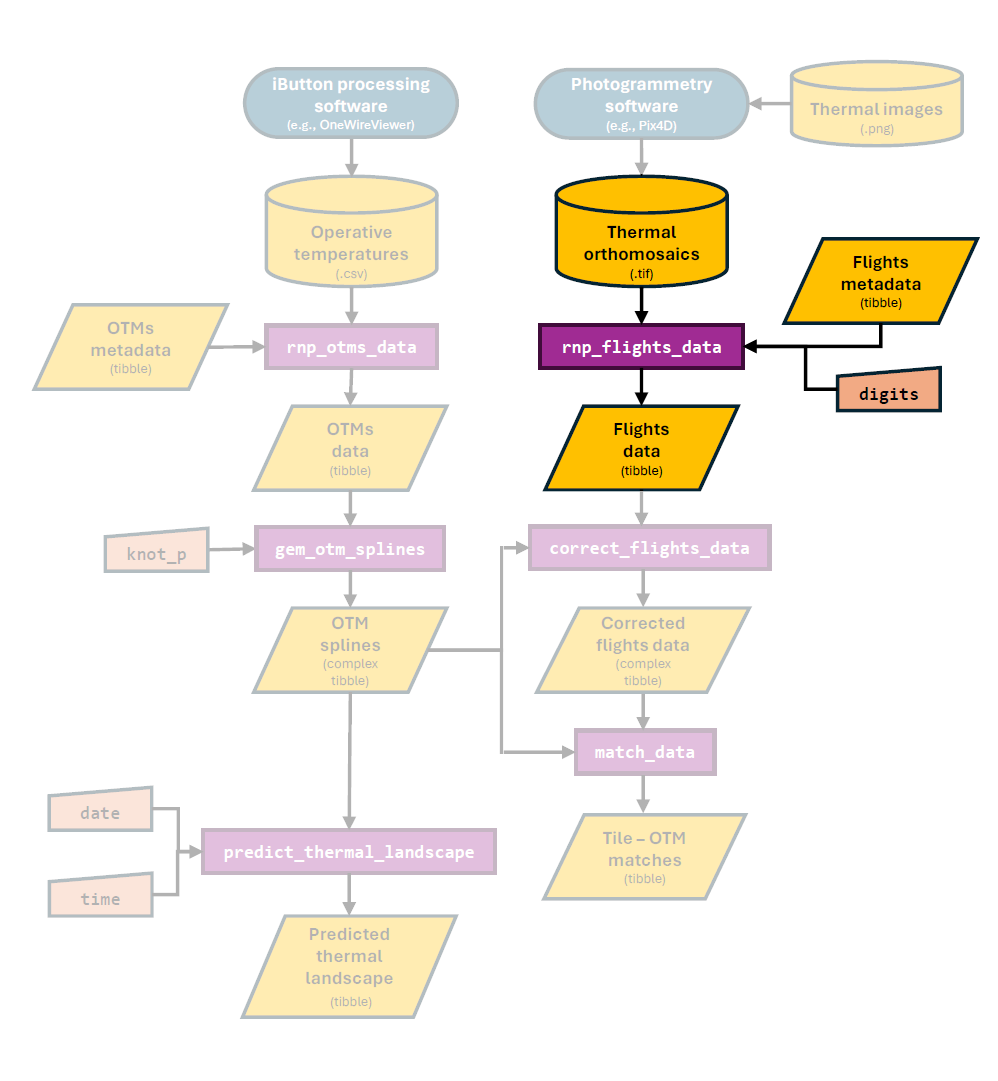 iButton processing
software
(e.g., OneWireViewer)
Photogrammetry
software
(e.g., Pix4D)
Thermal images
(.png)
Operative
temperatures
(.csv)
Thermal
orthomosaics
(.tif)
Flights
metadata
(tibble)
OTMs
metadata
(tibble)
rnp_otms_data
rnp_flights_data
digits
OTMs
data
(tibble)
Flights
data
(tibble)
knot_p
gem_otm_splines
correct_flights_data
OTM
splines
(complex
tibble)
Corrected
flights data
(complex
tibble)
match_data
date
time
predict_thermal_landscape
Tile – OTM
matches
(tibble)
Predicted
thermal
landscape
(tibble)